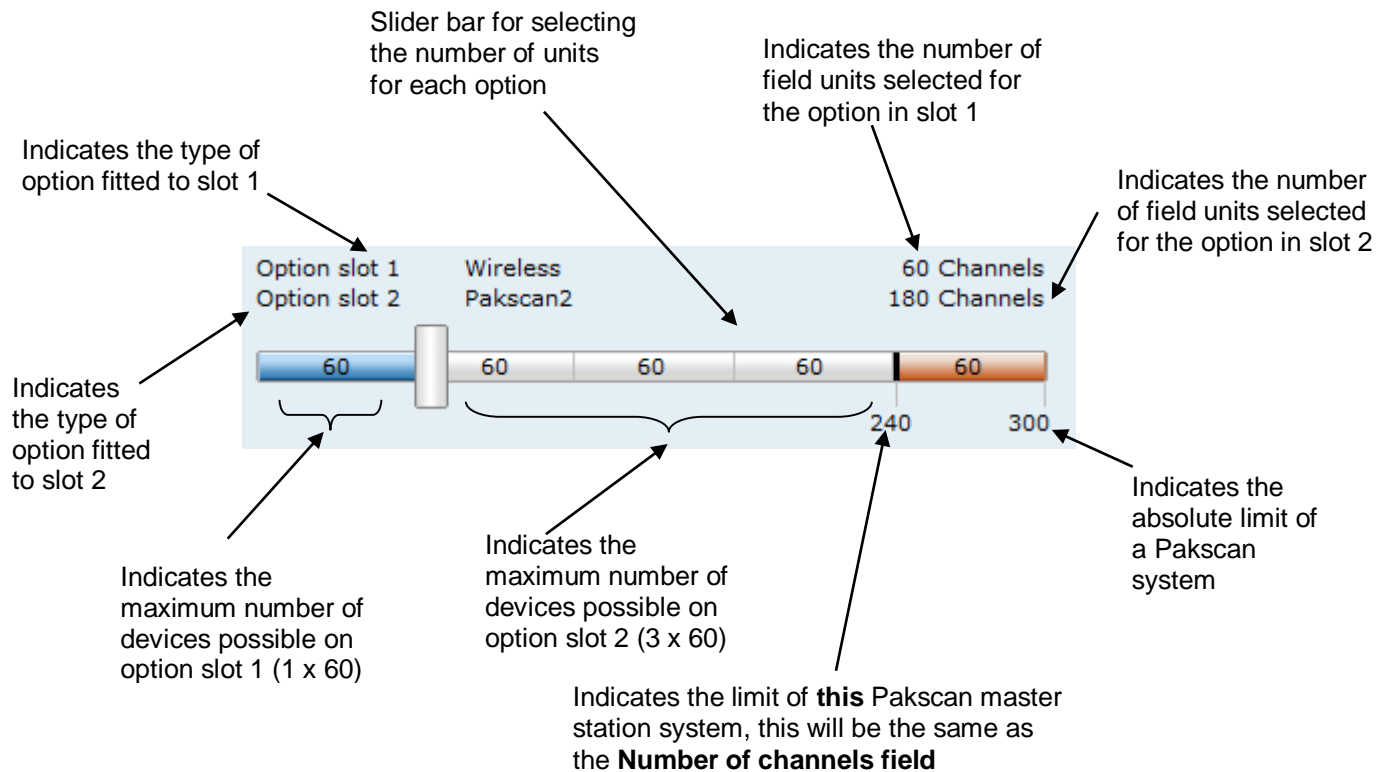 Slider bar for selecting
the number of units
for each option
Indicates the number of
field units selected for
the option in slot 1
Indicates the type of
option fitted to slot 1
Indicates the number
of field units selected
for the option in slot 2
Option slot 1 Wireless 60 Channels
Option slot 2 Pakscan2 180 Channels
60 60 60 60 60
240 300
Indicates
the type of
option fitted
to slot 2
Indicates the
maximum number of
devices possible on
option slot 1 (1 x 60)
Indicates the
maximum number of
devices possible on
option slot 2 (3 x 60)
Indicates the
absolute limit of
a Pakscan
system
Indicates the limit of this Pakscan master
station system, this will be the same as
the Number of channels field